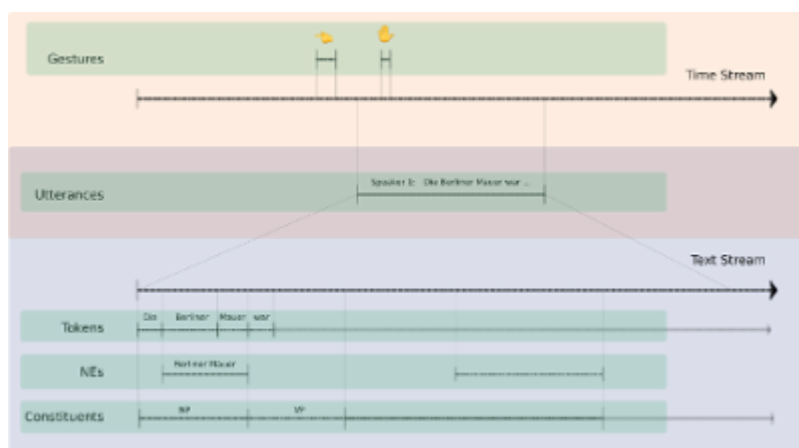 Gestures
Time Stream
Utterances
Speaker 1: Die Berliner Mauer war ...
Text Stream
Tokens
Die Berliner Mauer war
NEs
Berliner Mauer
Constituents
NP VP